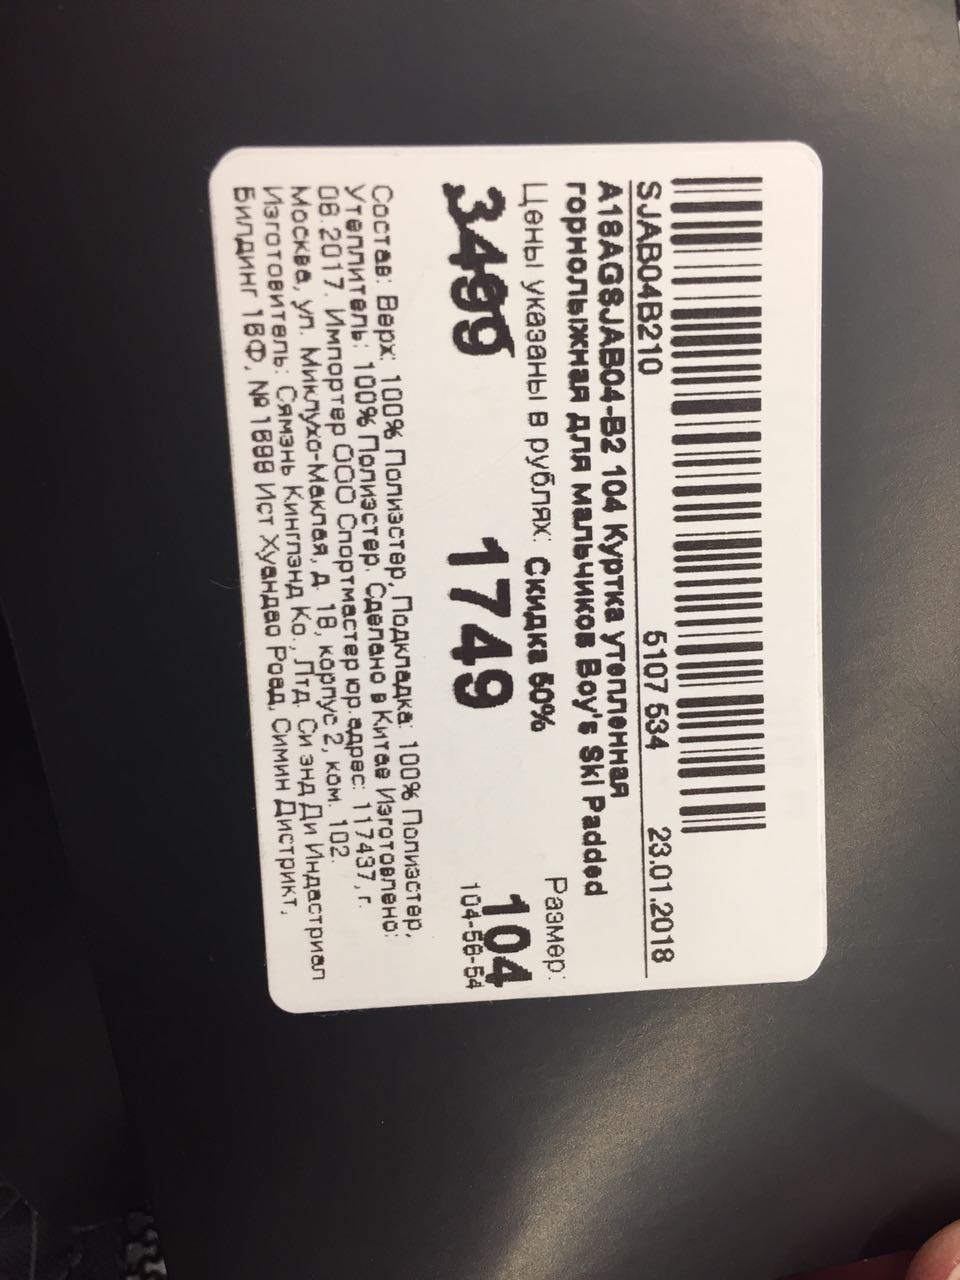 SJAB04B210 5107 534 23.01.2018
A18AGSJAB04-B2 104 Куртка утепленная
горнолыжная для мальчиков Boy's Ski Padded
Цены указаны в рублях: Скидка 50% Размер:
3499 1749 104
104-56-54
Состав: Верх: 100% Полиэстер, Подкладка: 100% Полиэстер,
Утеплитель: 100% Полиэстер. Сделано в Китае Изготовлено:
08.2017. Импортер ООО Спортмастер юр.адрес: 117437, г.
Москва, ул. Миклухо-Маклая, д. 18, корпус 2, ком. 102.
Изготовитель: Сямэнь Кинглэнд Ко., Лтд. Си энд Ди Индастриал
Билдинг 18Ф, № 1888 Ист Хуандао Роад, Симин Дистрикт,